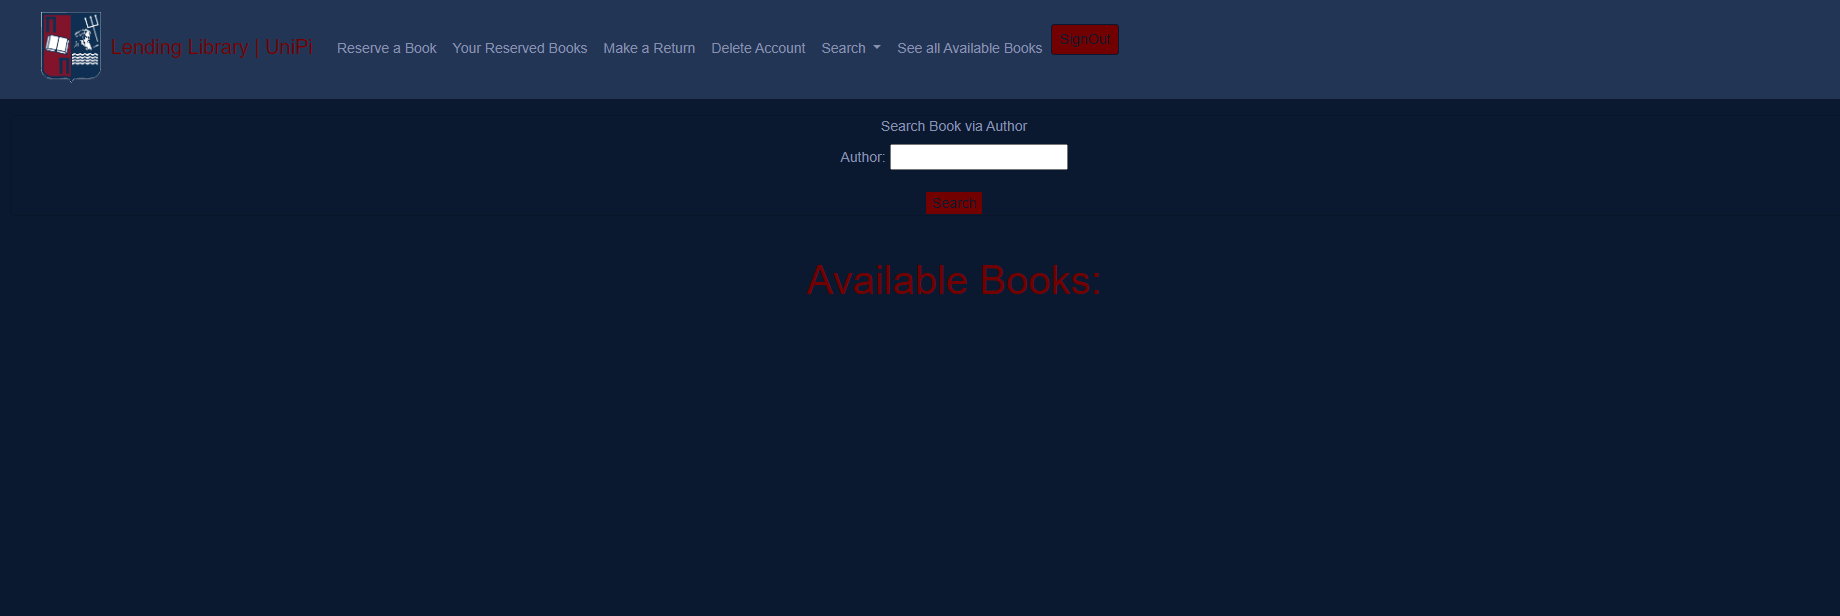 Lending Library | UniPi Reserve a Book Your Reserved Books Make a Return Delete Account Search See all Available Books SignOut
Search Book via Author
Author:
Search
Available Books: